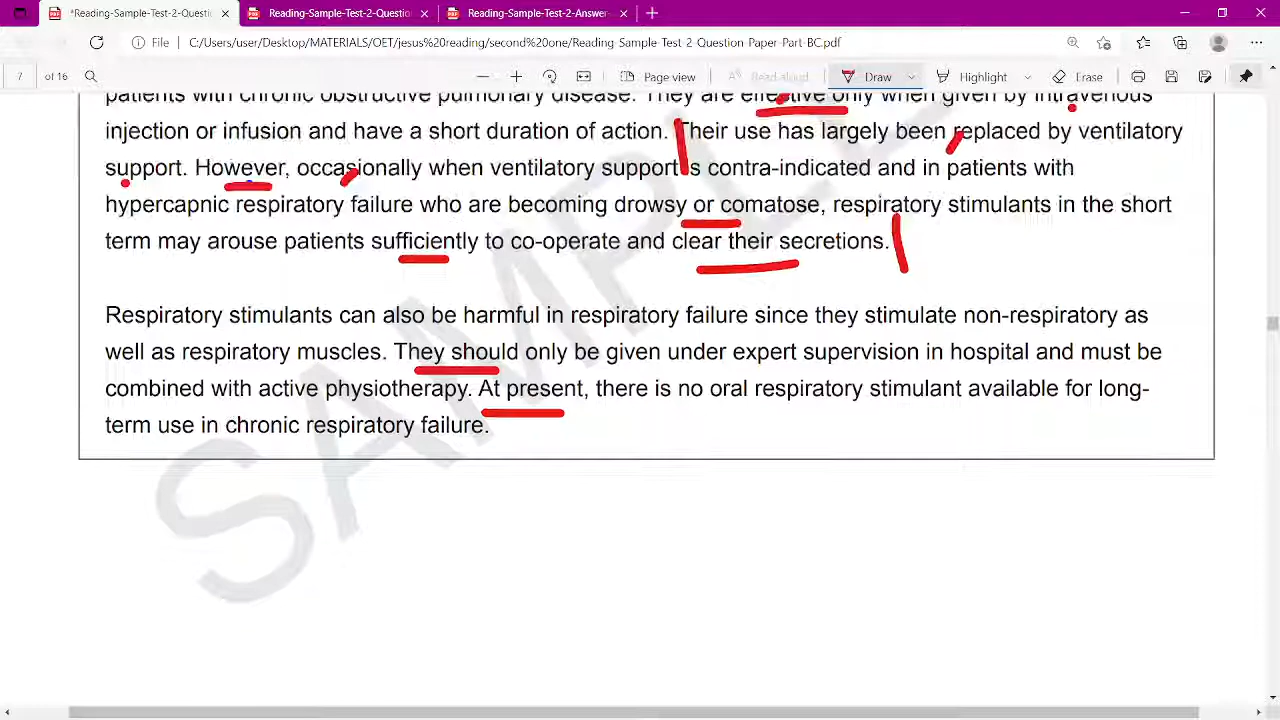 *Reading-Sample-Test-2-Questi
Reading-Sample-Test-2-Questio
Reading-Sample-Test-2-Answer-
File
C:/Users/user/Desktop/MATERIALS/OET/jesus%20reading/second%20one/Reading-Sample-Test-2-Question-Paper-Part-BC.pdf
7 of 16
Page view
Read aloud
Draw
Highlight
Erase
patients with chronic obstructive pulmonary disease. They are effective only when given by intravenous
injection or infusion and have a short duration of action. Their use has largely been replaced by ventilatory
support. However, occasionally when ventilatory support is contra-indicated and in patients with
hypercapnic respiratory failure who are becoming drowsy or comatose, respiratory stimulants in the short
term may arouse patients sufficiently to co-operate and clear their secretions.
Respiratory stimulants can also be harmful in respiratory failure since they stimulate non-respiratory as
well as respiratory muscles. They should only be given under expert supervision in hospital and must be
combined with active physiotherapy. At present, there is no oral respiratory stimulant available for long-
term use in chronic respiratory failure.
SAMPLE